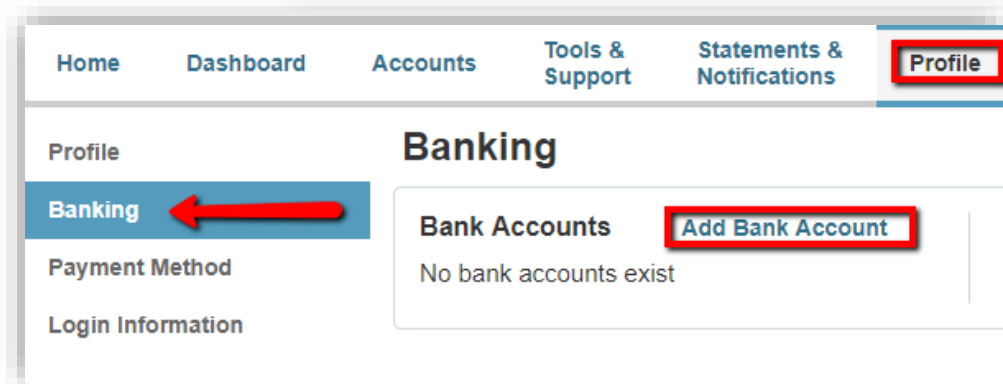 Home Dashboard Accounts Tools & Support Statements & Notifications Profile
Profile
Banking
Payment Method
Login Information
Banking
Bank Accounts Add Bank Account
No bank accounts exist